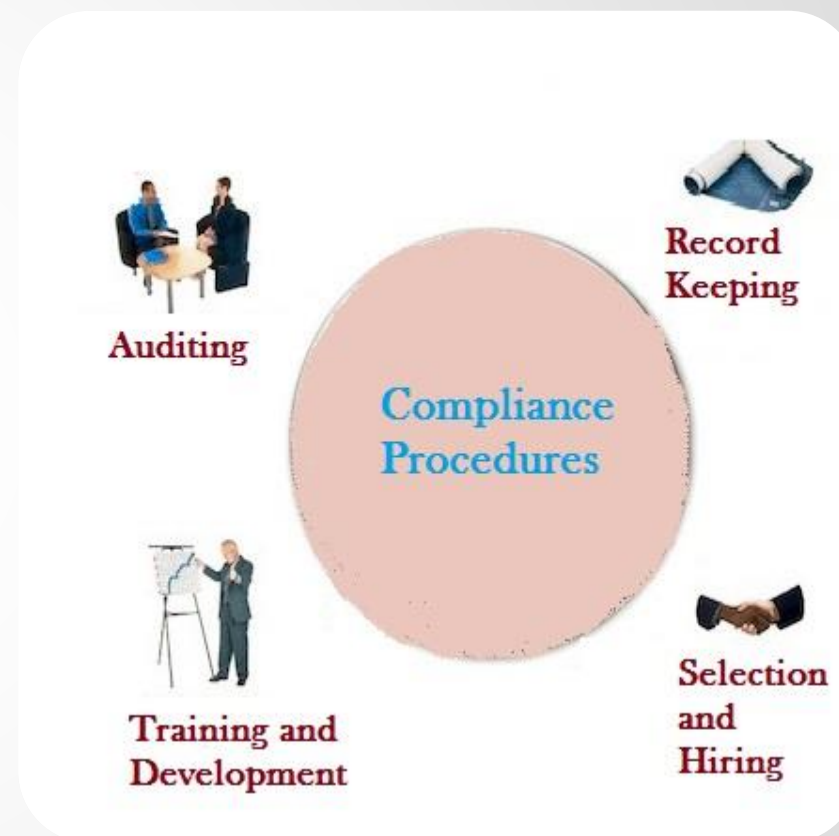 Record
Keeping
Auditing
Compliance
Procedures
Selection
and
Hiring
Training and
Development